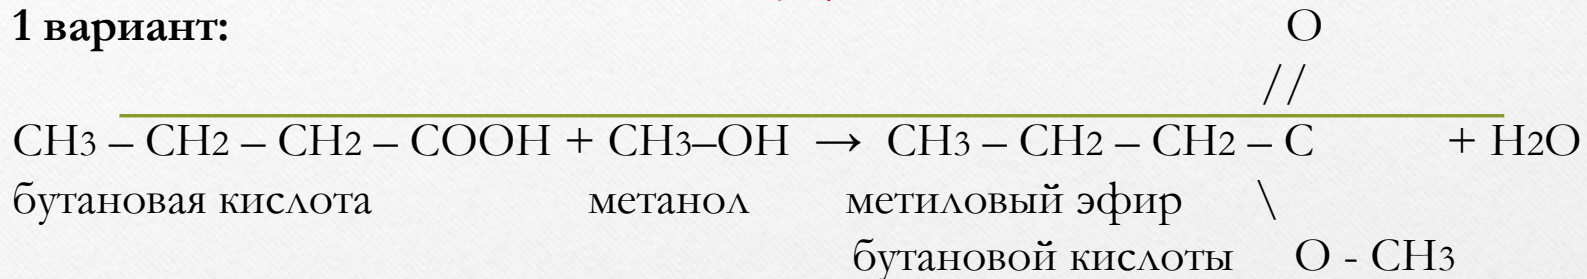 1 вариант: O
//
CH3 – CH2 – CH2 – COOH + CH3–OH → CH3 – CH2 – CH2 – C + H2O
бутановая кислота метанол метиловый эфир \
бутановой кислоты O - CH3